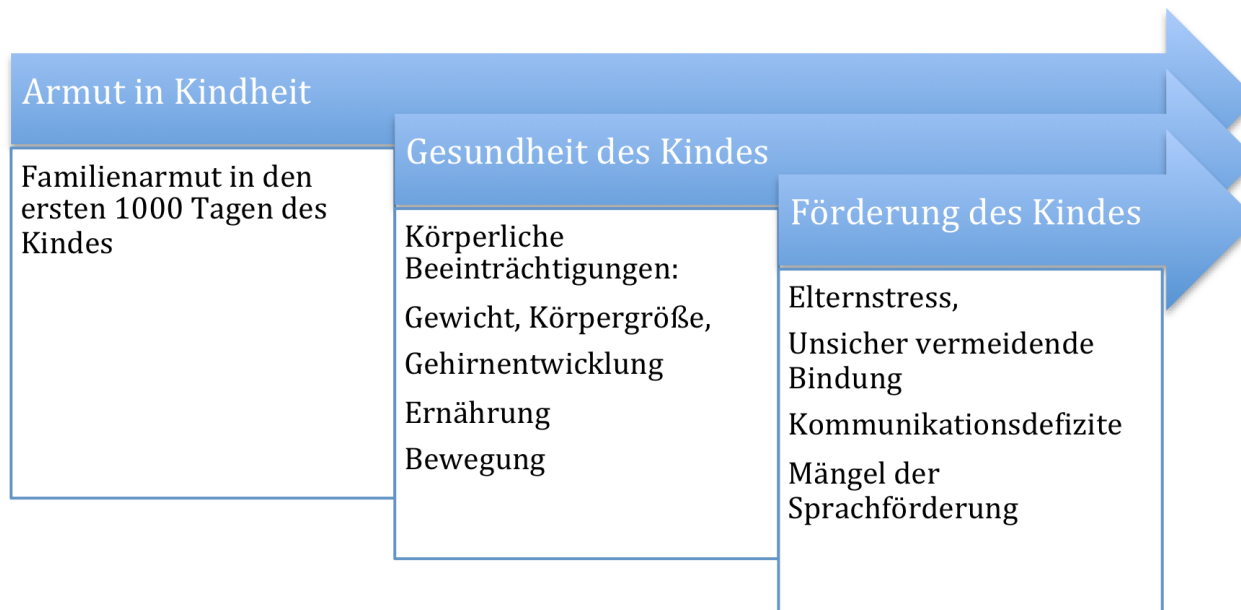 Armut in Kindheit
Familienarmut in den
ersten 1000 Tagen des
Kindes
Gesundheit des Kindes
Körperliche
Beeinträchtigungen:
Gewicht, Körpergröße,
Gehirnentwicklung
Ernährung
Bewegung
Förderung des Kindes
Elternstress,
Unsicher vermeidende
Bindung
Kommunikationsdefizite
Mängel der
Sprachförderung